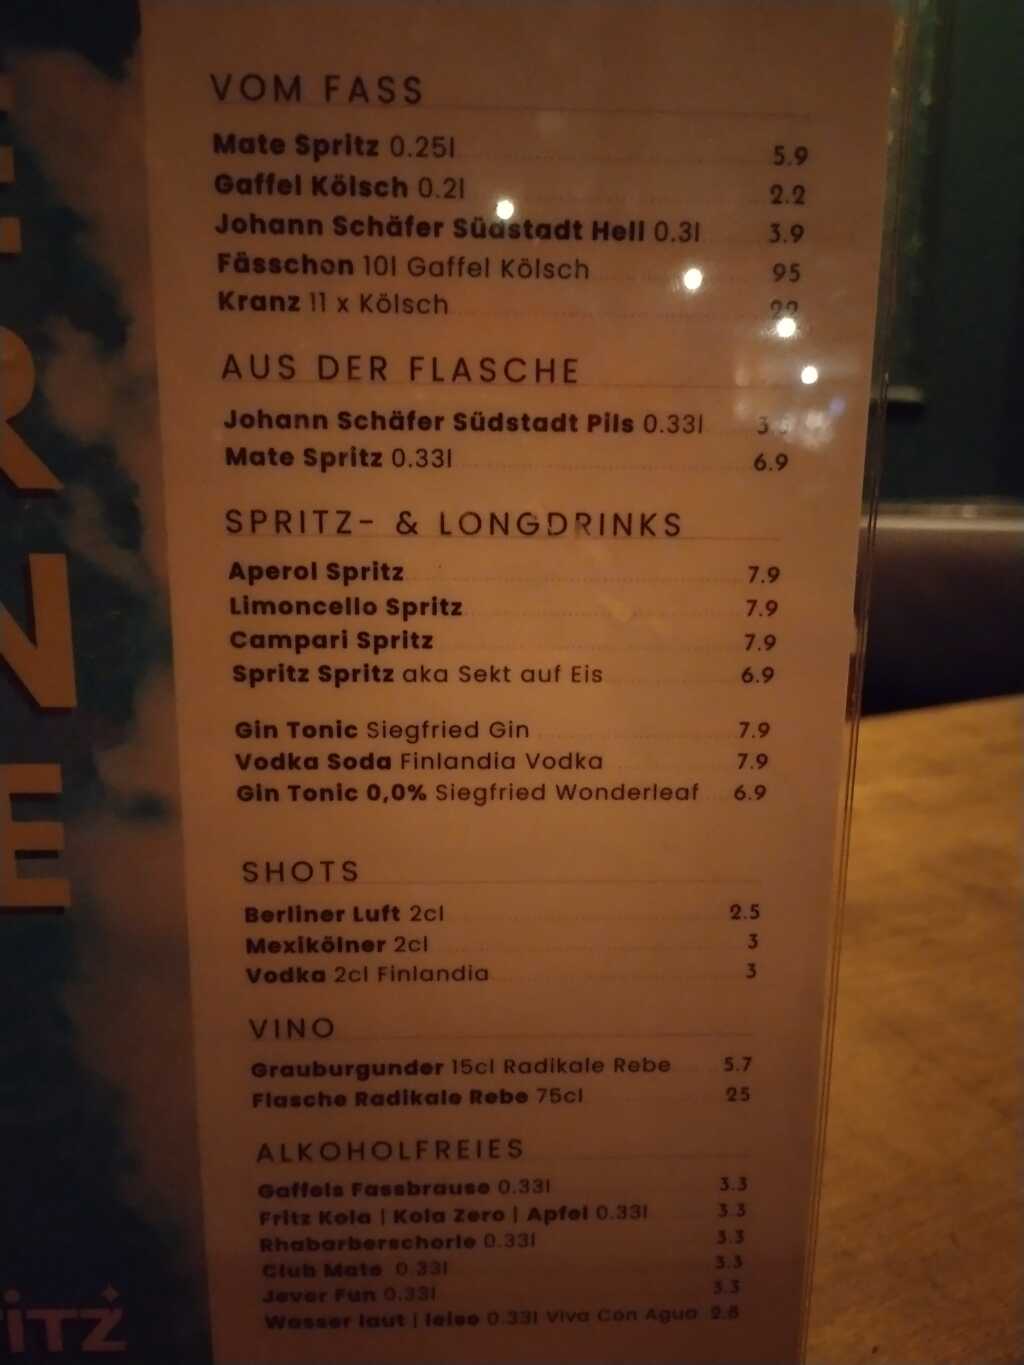 VOM FASS
Mate Spritz 0.25l 5.9
Gaffel Kölsch 0.2l 2.2
Johann Schäfer Südstadt Hell 0.3l 3.9
Fässchon 10l Gaffel Kölsch 95
Kranz 11 x Kölsch 22
AUS DER FLASCHE
Johann Schäfer Südstadt Pils 0.33l
Mate Spritz 0.33l 6.9
SPRITZ- & LONGDRINKS
Aperol Spritz 7.9
Limoncello Spritz 7.9
Campari Spritz 7.9
Spritz Spritz aka Sekt auf Eis 6.9
Gin Tonic Siegfried Gin 7.9
Vodka Soda Finlandia Vodka 7.9
Gin Tonic 0,0% Siegfried Wonderleaf 6.9
SHOTS
Berliner Luft 2cl 2.5
Mexikölner 2cl 3
Vodka 2cl Finlandia 3
VINO
Grauburgunder 15cl Radikale Rebe 5.7
Flasche Radikale Rebe 75cl 25
ALKOHOLFREIES
Gaffels Fassbrause 0.33l 3.3
Fritz Kola | Kola Zero | Apfel 0.33l 3.3
Rhabarberschorle 0.33l 3.3
Club Mate 0.33l 3.3
Jever Fun 0.33l 3.3
Wasser laut | leise 0.33l Viva Con Agua